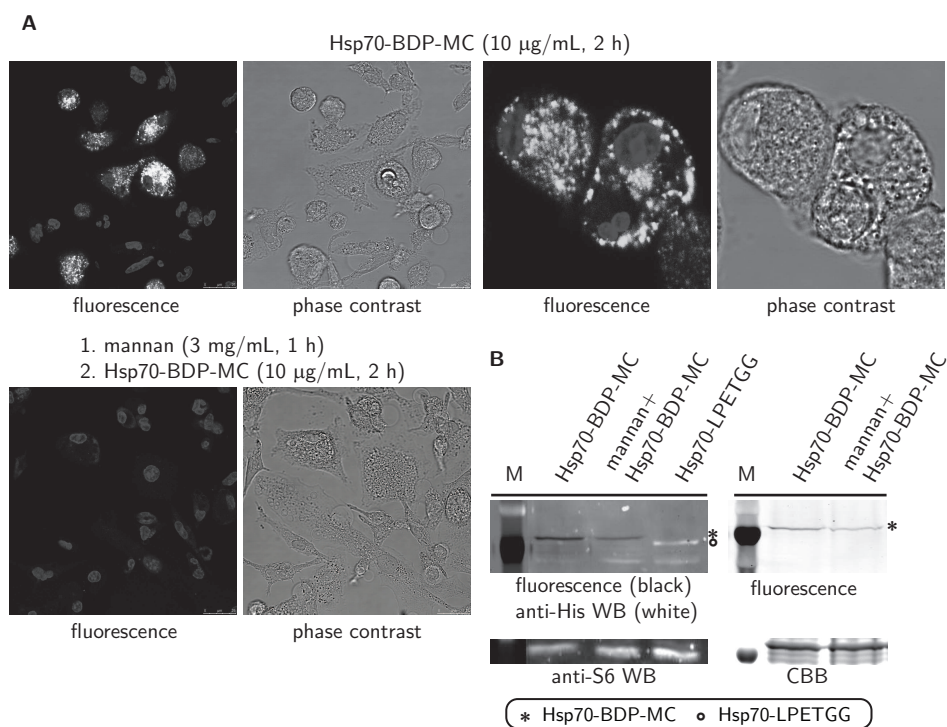 A
Hsp70-BDP-MC (10 µg/mL, 2 h)
fluorescence
phase contrast
fluorescence
phase contrast
1. mannan (3 mg/mL, 1 h)
2. Hsp70-BDP-MC (10 µg/mL, 2 h)
fluorescence
phase contrast
B
M
Hsp70-BDP-MC
mannan+
Hsp70-BDP-MC
Hsp70-LPETGG
M
Hsp70-BDP-MC
mannan+
Hsp70-BDP-MC
*
*
fluorescence (black)
anti-His WB (white)
fluorescence
anti-S6 WB
CBB
* Hsp70-BDP-MC Hsp70-LPETGG